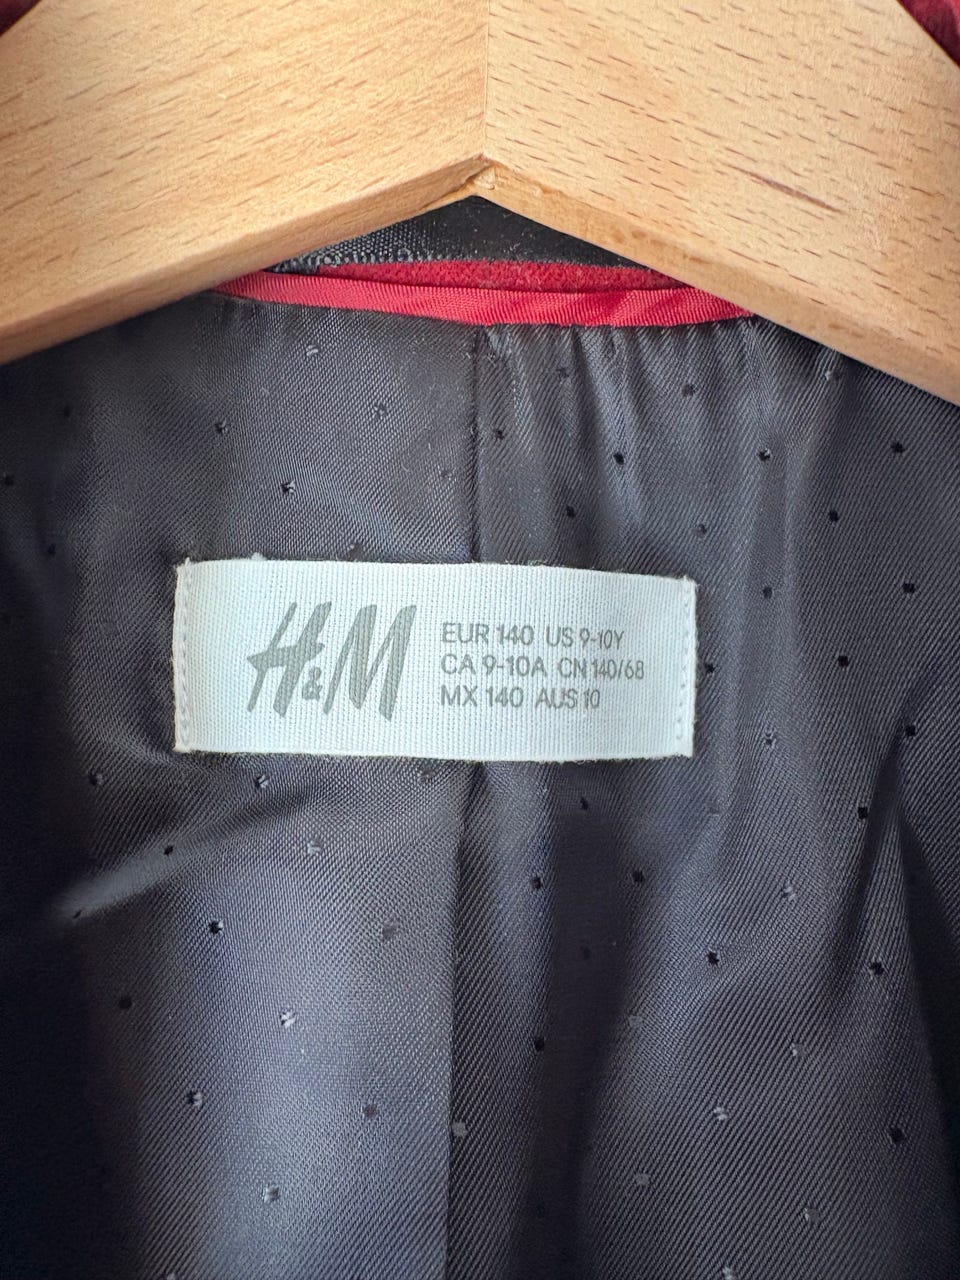 H&M
EUR 140 US 9-10Y
CA 9-10A CN 140/68
MX 140 AUS 10